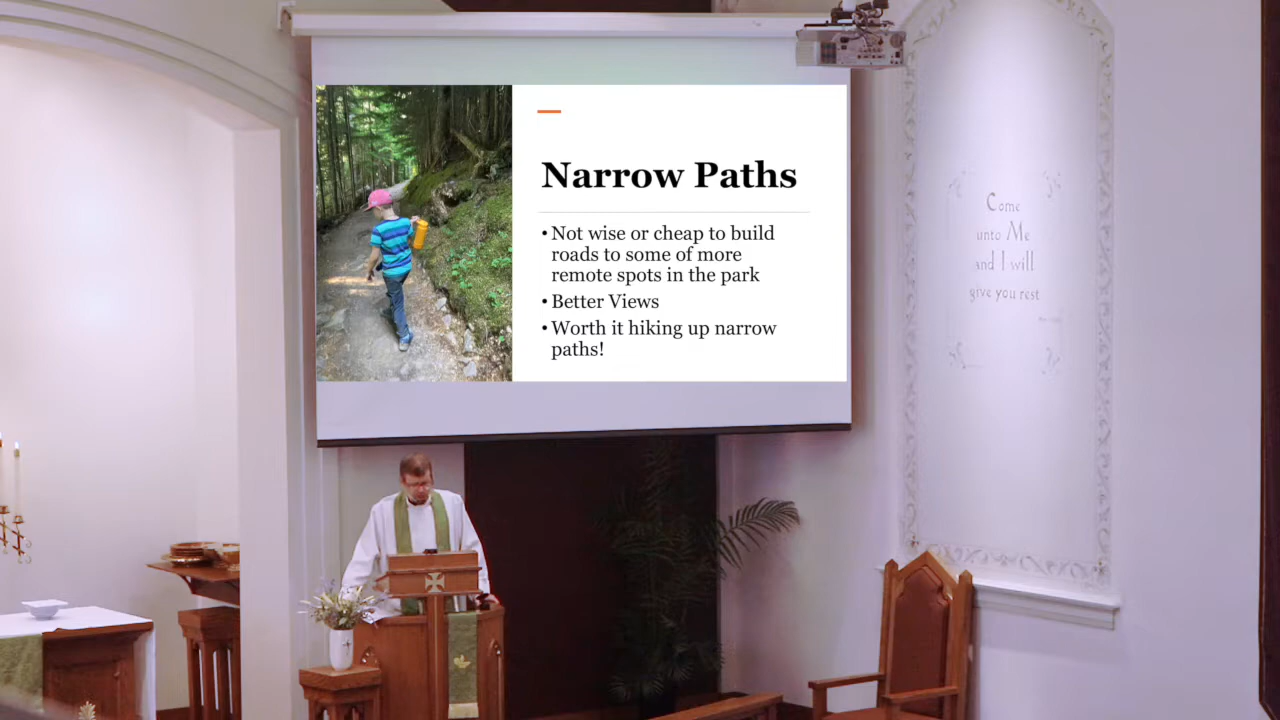 Narrow Paths
• Not wise or cheap to build
roads to some of more
remote spots in the park
• Better Views
• Worth it hiking up narrow
paths!
Come
unto Me
and I will
give you rest